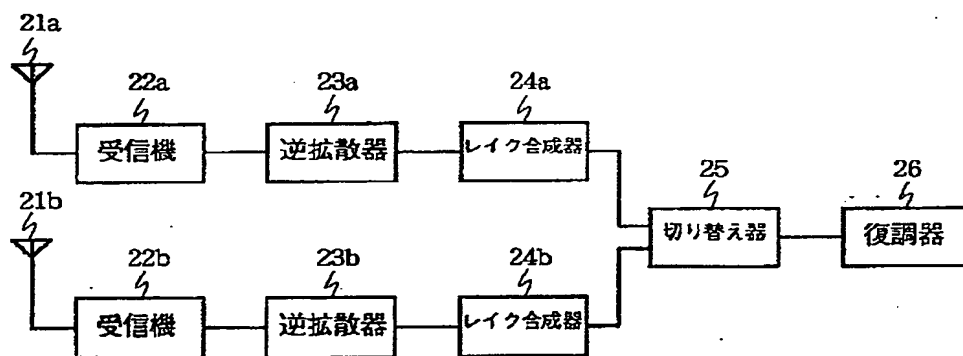 21a
22a
23a
24a
受信機
逆拡散器
レイク合成器
25
26
切り替え器
復調器
21b
22b
23b
24b
受信機
逆拡散器
レイク合成器